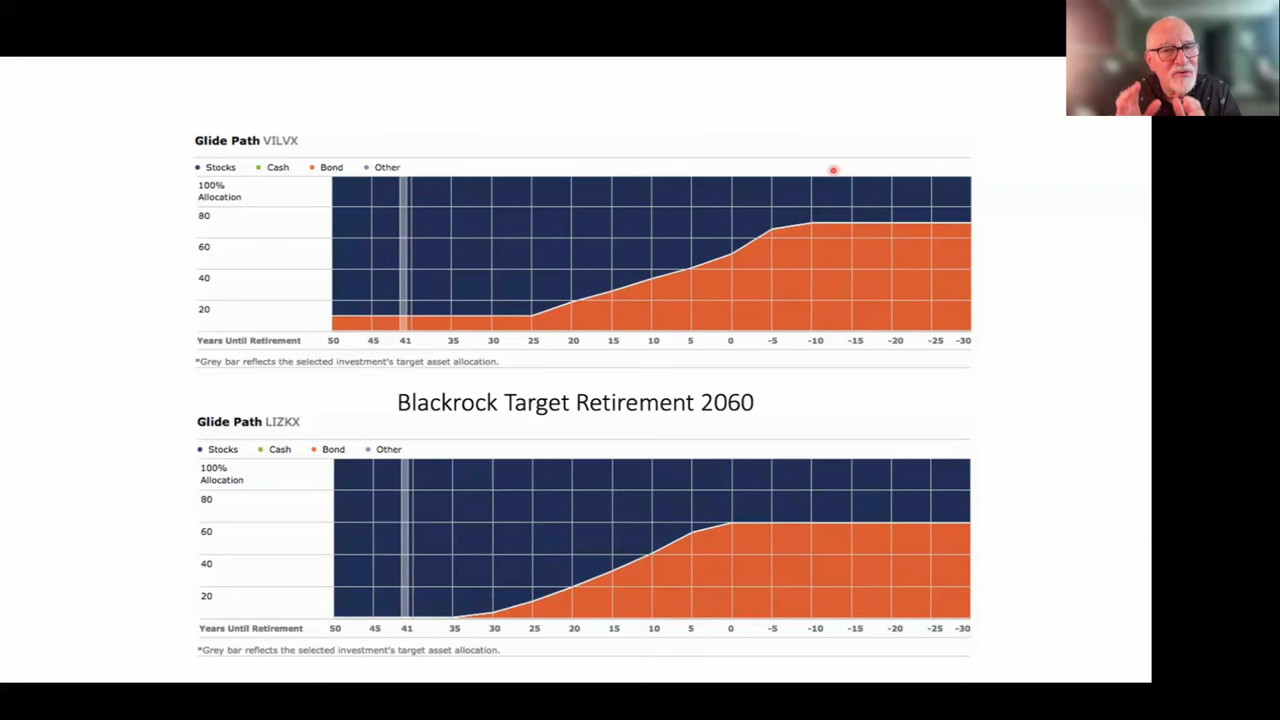 Glide Path VILVX
Stocks Cash Bond Other
100%
Allocation
80
60
40
20
Years Until Retirement 50 45 41 35 30 25 20 15 10 5 0 -5 -10 -15 -20 -25 -30
*Grey bar reflects the selected investment's target asset allocation.
Blackrock Target Retirement 2060
Glide Path LIZKX
Stocks Cash Bond Other
100%
Allocation
80
60
40
20
Years Until Retirement 50 45 41 35 30 25 20 15 10 5 0 -5 -10 -15 -20 -25 -30
*Grey bar reflects the selected investment's target asset allocation.